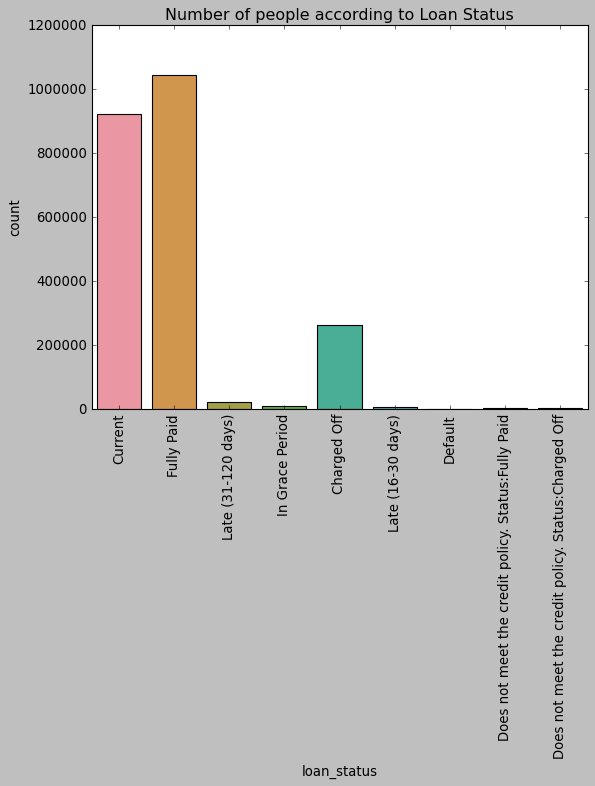 Number of people according to Loan Status
1200000
1000000
800000
600000
400000
200000
0
count
Current
Fully Paid
Late (31-120 days)
In Grace Period
Charged Off
Late (16-30 days)
Default
Does not meet the credit policy. Status:Fully Paid
Does not meet the credit policy. Status:Charged Off
loan_status